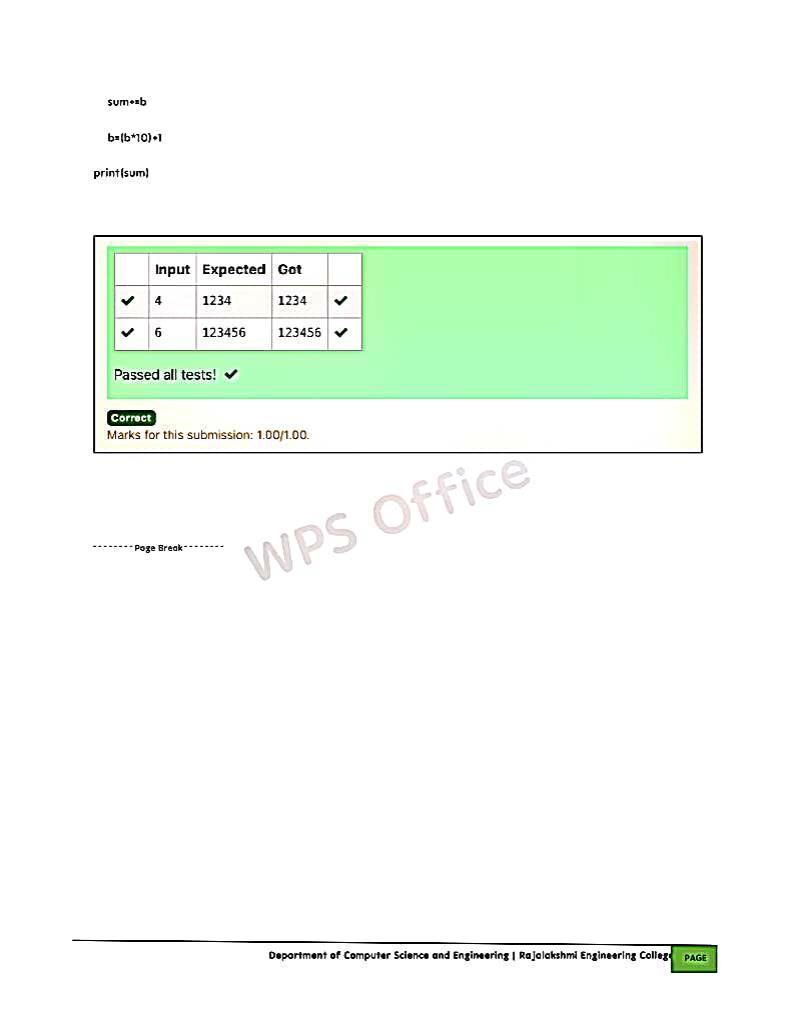 sum+=b
b=(b*10)+1
print(sum)
Input Expected Got
✔ 4 1234 1234 ✔
✔ 6 123456 123456 ✔
Passed all tests! ✔
Correct
Marks for this submission: 1.00/1.00.
WPS Office
--------Page Break--------
Department of Computer Science and Engineering | Rajalakshmi Engineering College
PAGE